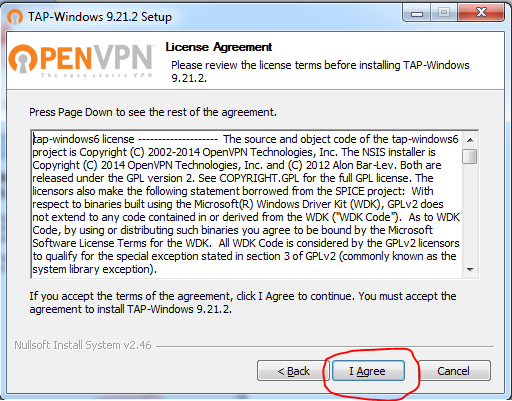 TAP-Windows 9.21.2 Setup
License Agreement
Please review the license terms before installing TAP-Windows
9.21.2.
OPENVPN
The open source VPN
Press Page Down to see the rest of the agreement.
tap-windows6 license -------------------- The source and object code of the tap-windows6
project is Copyright (C) 2002-2014 OpenVPN Technologies, Inc. The NSIS installer is
Copyright (C) 2014 OpenVPN Technologies, Inc. and (C) 2012 Alon Bar-Lev. Both are
released under the GPL version 2. See COPYRIGHT.GPL for the full GPL license. The
licensors also make the following statement borrowed from the SPICE project: With
respect to binaries built using the Microsoft(R) Windows Driver Kit (WDK), GPLv2 does
not extend to any code contained in or derived from the WDK ("WDK Code"). As to WDK
Code, by using or distributing such binaries you agree to be bound by the Microsoft
Software License Terms for the WDK. All WDK Code is considered by the GPLv2 licensors
to qualify for the special exception stated in section 3 of GPLv2 (commonly known as the
system library exception).
If you accept the terms of the agreement, click I Agree to continue. You must accept the
agreement to install TAP-Windows 9.21.2.
Nullsoft Install System v2.46
< Back
I Agree
Cancel